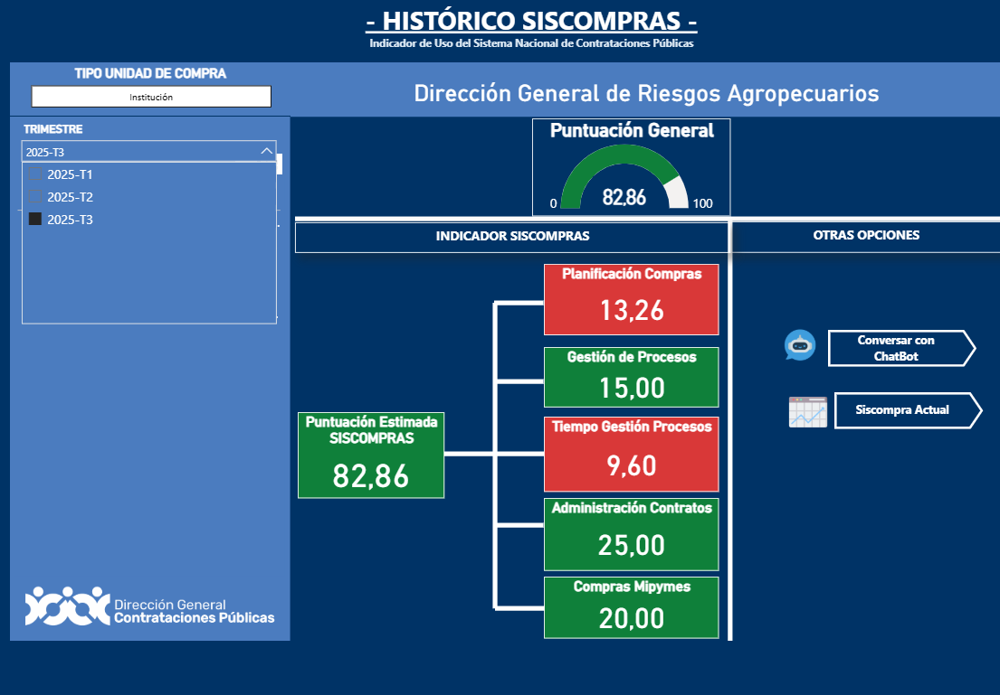 - HISTÓRICO SISCOMPRAS -
Indicador de Uso del Sistema Nacional de Contrataciones Públicas
TIPO UNIDAD DE COMPRA
Institución
Dirección General de Riesgos Agropecuarios
TRIMESTRE
2025-T3
2025-T1
2025-T2
2025-T3
Puntuación General
0
82,86
100
INDICADOR SISCOMPRAS
OTRAS OPCIONES
Puntuación Estimada
SISCOMPRAS
82,86
Planificación Compras
13,26
Gestión de Procesos
15,00
Tiempo Gestión Procesos
9,60
Administración Contratos
25,00
Compras Mipymes
20,00
Conversar con
ChatBot
Siscompra Actual
Dirección General
Contrataciones Públicas